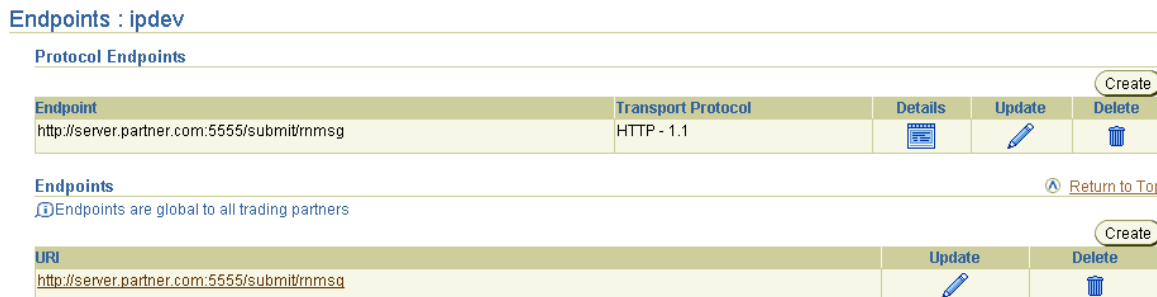 Endpoints : ipdev
Protocol Endpoints
Create
Endpoint Transport Protocol Details Update Delete
http://server.partner.com:5555/submit/rnmsg HTTP - 1.1
Endpoints Return to Top
Endpoints are global to all trading partners
Create
URI Update Delete
http://server.partner.com:5555/submit/rnmsg